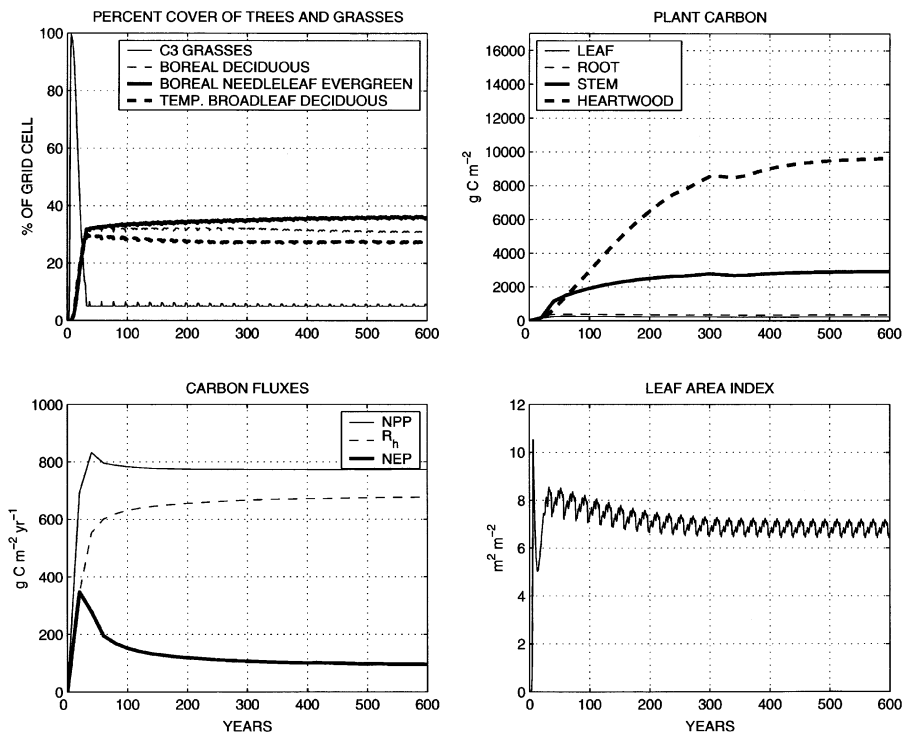 PERCENT COVER OF TREES AND GRASSES
100
80
60
40
20
0
% OF GRID CELL
C3 GRASSES
BOREAL DECIDUOUS
BOREAL NEEDLELEAF EVERGREEN
TEMP. BROADLEAF DECIDUOUS
0 100 200 300 400 500 600
PLANT CARBON
16000
14000
12000
10000
8000
6000
4000
2000
0
g C m⁻²
LEAF
ROOT
STEM
HEARTWOOD
0 100 200 300 400 500 600
CARBON FLUXES
1000
800
600
400
200
0
g C m⁻² yr⁻¹
NPP
Rₕ
NEP
0 100 200 300 400 500 600
YEARS
LEAF AREA INDEX
12
10
8
6
4
2
0
m² m⁻²
0 100 200 300 400 500 600
YEARS